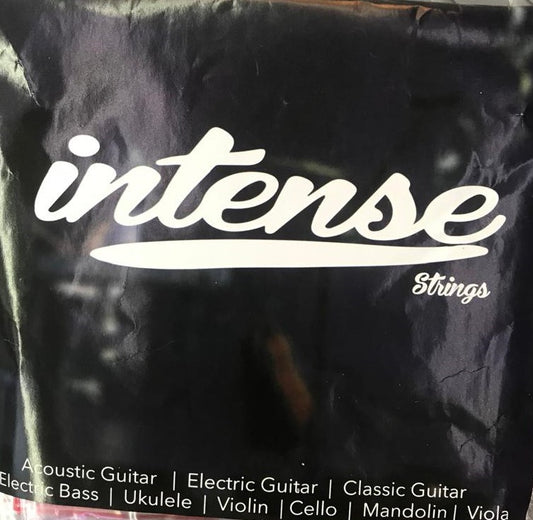 intense
Strings
Acoustic Guitar | Electric Guitar | Classic Guitar
Electric Bass | Ukulele | Violin | Cello | Mandolin | Viola